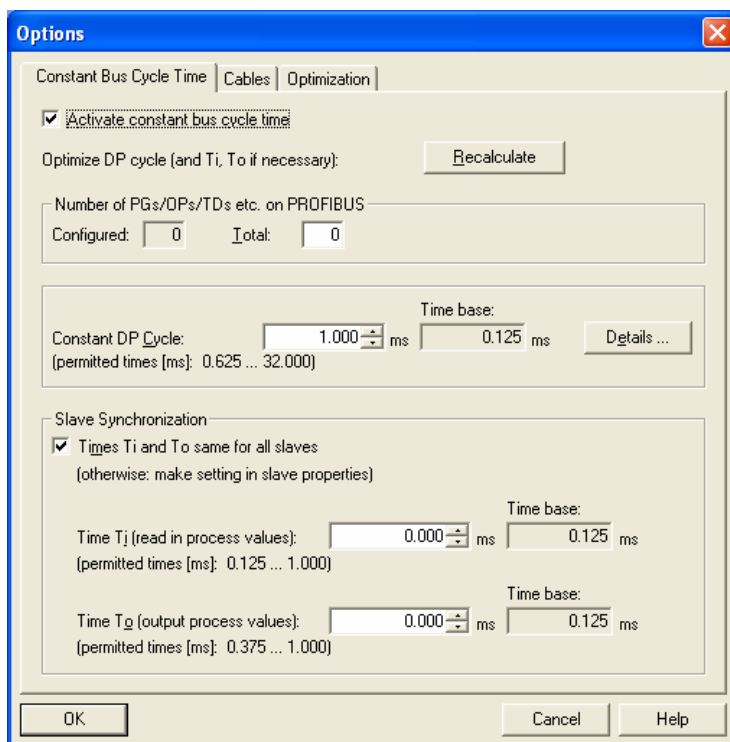 Options
Constant Bus Cycle Time Cables Optimization
Activate constant bus cycle time
Optimize DP cycle (and Ti, To if necessary): Recalculate
Number of PGs/OPs/TDs etc. on PROFIBUS
Configured: 0 Total: 0
Time base:
Constant DP Cycle: 1.000 ms 0.125 ms Details ...
(permitted times [ms]: 0.625 ... 32.000)
Slave Synchronization
Times Ti and To same for all slaves
(otherwise: make setting in slave properties)
Time base:
Time Ti (read in process values): 0.000 ms 0.125 ms
(permitted times [ms]: 0.125 ... 1.000)
Time base:
Time To (output process values): 0.000 ms 0.125 ms
(permitted times [ms]: 0.375 ... 1.000)
OK Cancel Help